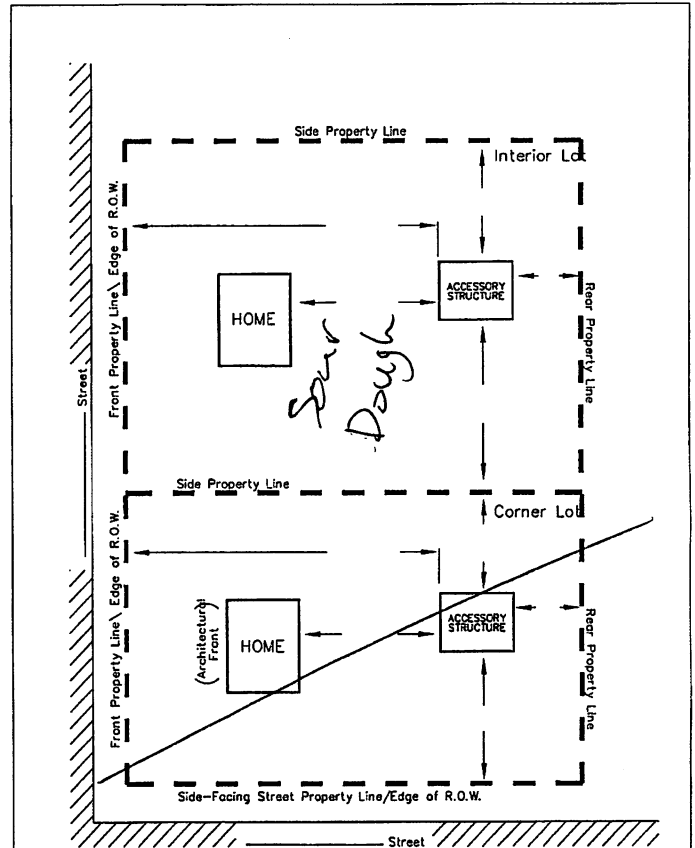 Side Property Line
Interior Lot
Front Property Line\ Edge of R.O.W.
HOME
ACCESSORY
STRUCTURE
Rear Property Line
Sour
Dough
Street
Side Property Line
Corner Lot
Front Property Line\ Edge of R.O.W.
(Architectural
Front)
HOME
ACCESSORY
STRUCTURE
Rear Property Line
Side-Facing Street Property Line/Edge of R.O.W.
Street